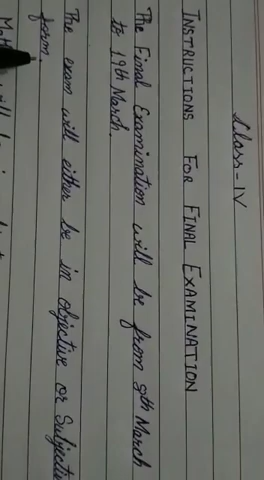 Class-IV
INSTRUCTIONS FOR FINAL EXAMINATION
The Final Examination will be from 8th March
to 19th March.
The exam will either be in objective or Subjective
form.